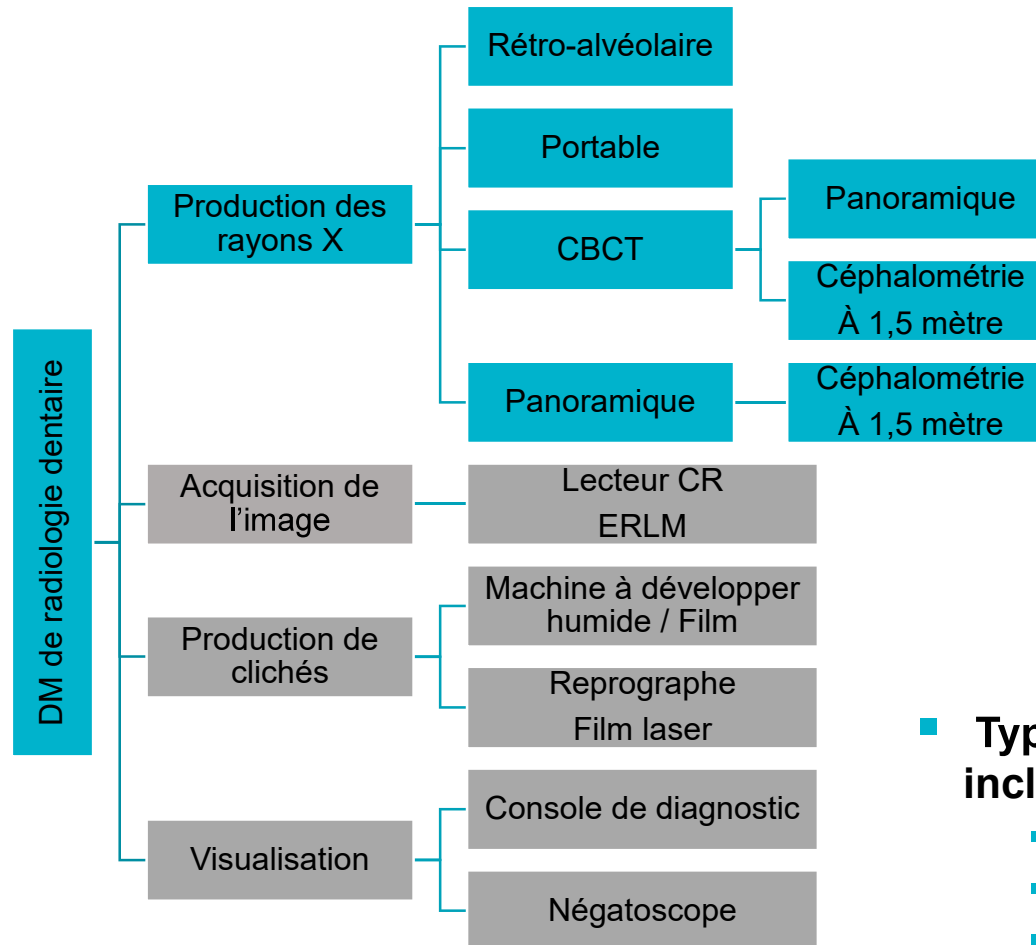 DM de radiologie dentaire
Production des
rayons X
Rétro-alvéolaire
Portable
CBCT
Panoramique
Céphalométrie
À 1,5 mètre
Panoramique
Céphalométrie
À 1,5 mètre
Acquisition de
l'image
Lecteur CR
ERLM
Production de
clichés
Machine à développer
humide / Film
Reprographe
Film laser
Visualisation
Console de diagnostic
Négatoscope
Typ
incl